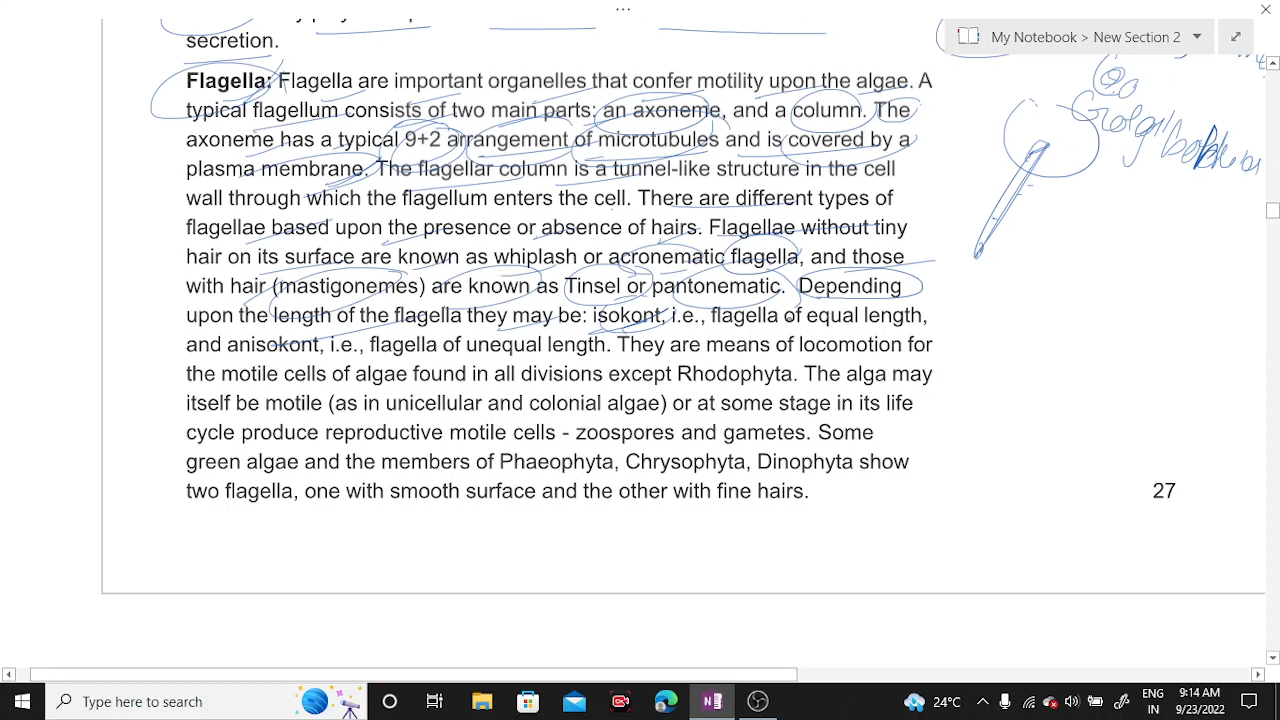 My Notebook > New Section 2
secretion.
Flagella: Flagella are important organelles that confer motility upon the algae. A
typical flagellum consists of two main parts: an axoneme, and a column. The
axoneme has a typical 9+2 arrangement of microtubules and is covered by a
plasma membrane. The flagellar column is a tunnel-like structure in the cell
wall through which the flagellum enters the cell. There are different types of
flagellae based upon the presence or absence of hairs. Flagellae without tiny
hair on its surface are known as whiplash or acronematic flagella, and those
with hair (mastigonemes) are known as Tinsel or pantonematic. Depending
upon the length of the flagella they may be: isokont, i.e., flagella of equal length,
and anisokont, i.e., flagella of unequal length. They are means of locomotion for
the motile cells of algae found in all divisions except Rhodophyta. The alga may
itself be motile (as in unicellular and colonial algae) or at some stage in its life
cycle produce reproductive motile cells - zoospores and gametes. Some
green algae and the members of Phaeophyta, Chrysophyta, Dinophyta show
two flagella, one with smooth surface and the other with fine hairs.
27
Type here to search
24°C
ENG
IN
9:14 AM
9/23/2022